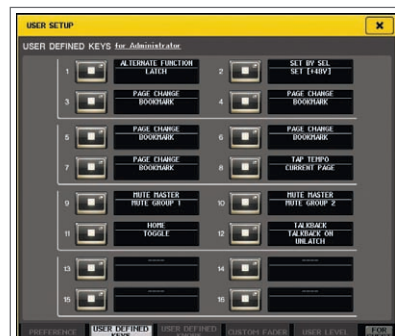 USER SETUP
USER DEFINED KEYS for Administrator
1 ALTERNATE FUNCTION
LATCH
2 SET BY SEL
SET [+48V]
3 PAGE CHANGE
BOOKMARK
4 PAGE CHANGE
BOOKMARK
5 PAGE CHANGE
BOOKMARK
6 PAGE CHANGE
BOOKMARK
7 PAGE CHANGE
BOOKMARK
8 TAP TEMPO
CURRENT PAGE
9 MUTE MASTER
MUTE GROUP 1
10 MUTE MASTER
MUTE GROUP 2
11 HOME
TOGGLE
12 TALKBACK
TALKBACK ON
UNLATCH
13 ----
14 ----
15 ----
16 ----
PREFERENCE
USER DEFINED
KEYS
USER DEFINED
KNOBS
CUSTOM FADER
USER LEVEL
FOR